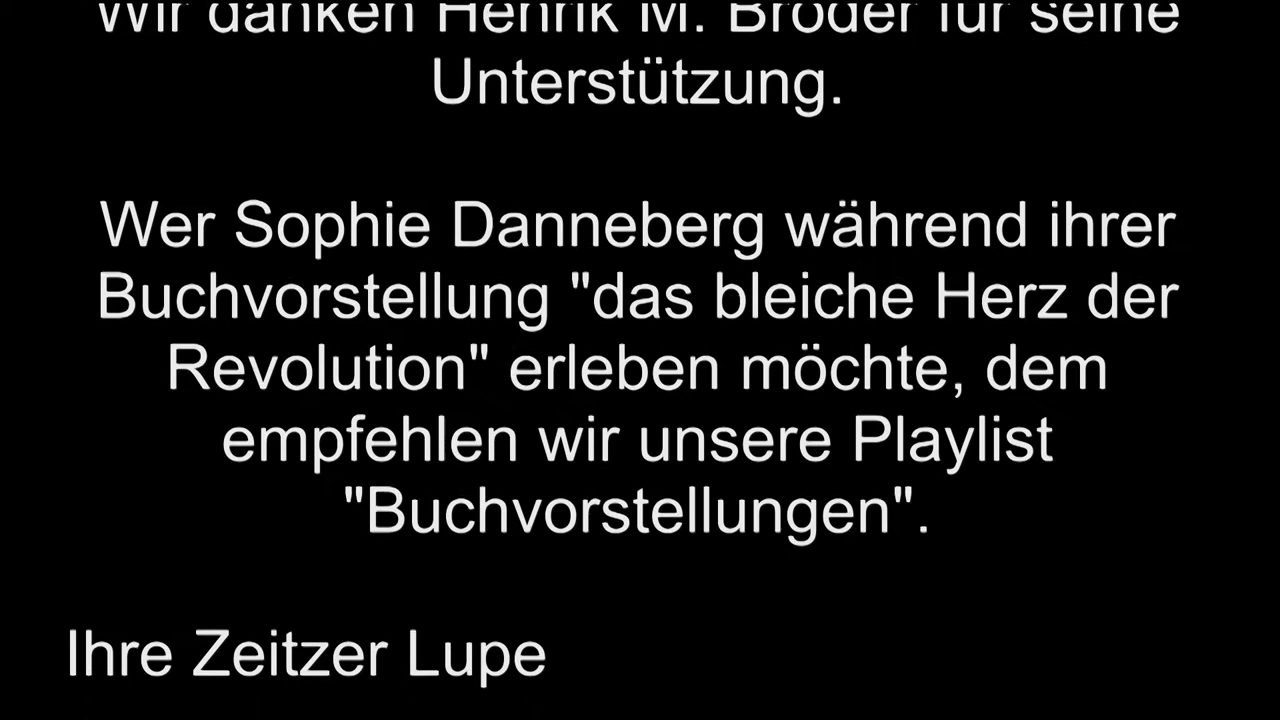 Wir danken Henrik M. Broder für seine
Unterstützung.
Wer Sophie Danneberg während ihrer
Buchvorstellung "das bleiche Herz der
Revolution" erleben möchte, dem
empfehlen wir unsere Playlist
"Buchvorstellungen".
Ihre Zeitzer Lupe